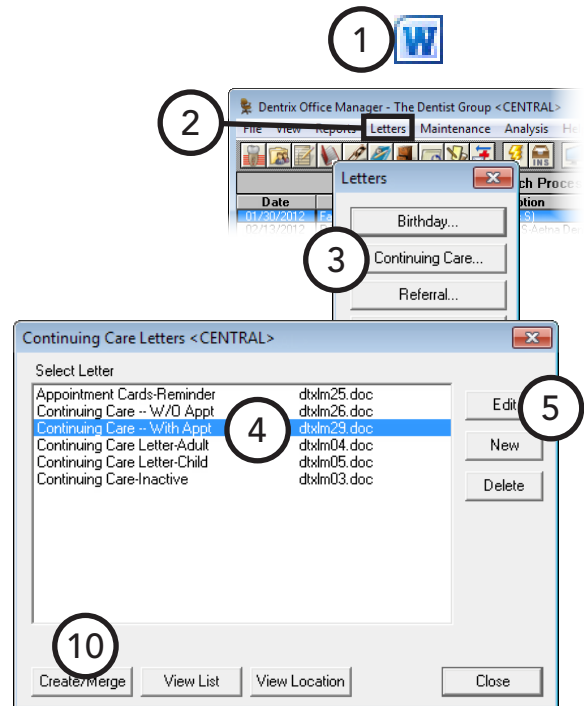 1
W
2
Dentrix Office Manager - The Dentist Group <CENTRAL>
File View Reports Letters Maintenance Analysis
INS
Letters
Date
01/30/2012
02/13/2012
Birthday...
3
Continuing Care...
Referral...
Continuing Care Letters <CENTRAL>
Select Letter
Appointment Cards-Reminder dtxlm25.doc
Continuing Care -- W/O Appt dtxlm26.doc
Continuing Care -- With Appt dtxlm29.doc
Continuing Care Letter-Adult dtxlm04.doc
Continuing Care Letter-Child dtxlm05.doc
Continuing Care-Inactive dtxlm03.doc
4
Edit
5
New
Delete
10
Create/Merge View List View Location Close